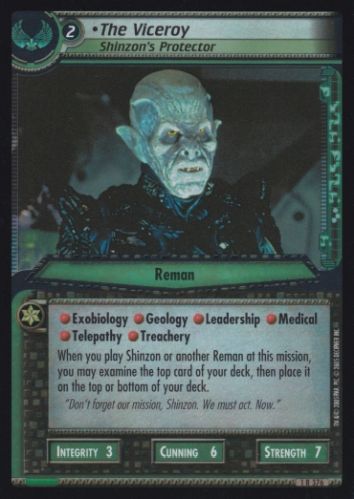 2
•The Viceroy
Shinzon's Protector
Reman
Exobiology Geology Leadership Medical
Telepathy Treachery
When you play Shinzon or another Reman at this mission,
you may examine the top card of your deck, then place it
on the top or bottom of your deck.
"Don't forget our mission, Shinzon. We must act. Now."
INTEGRITY 3 CUNNING 6 STRENGTH 7